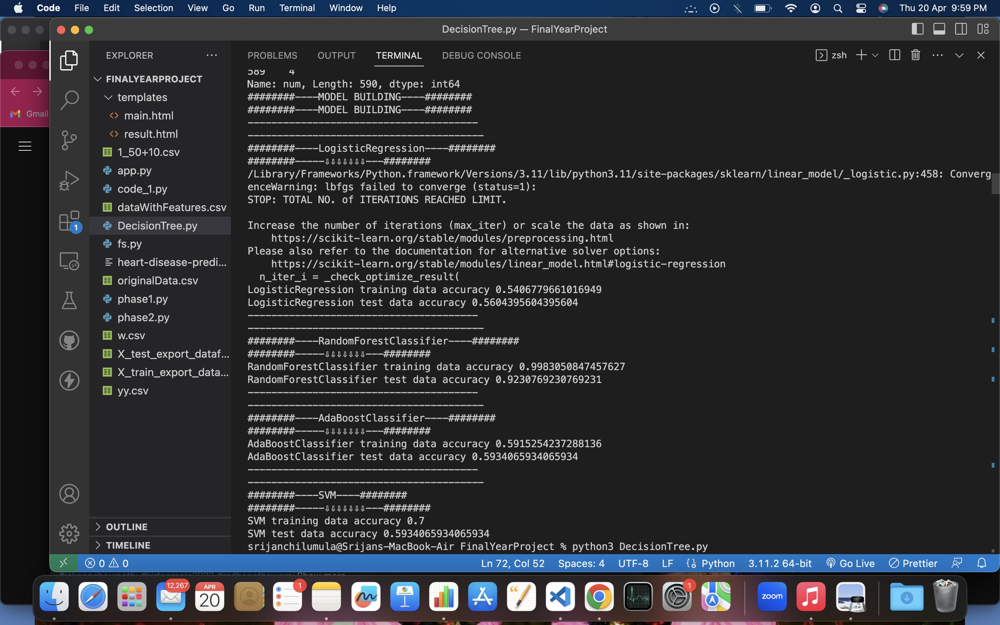 Code File Edit Selection View Go Run Terminal Window Help Thu 20 Apr 9:59 PM
DecisionTree.py — FinalYearProject
Gmail
EXPLORER
FINALYEARPROJECT
templates
main.html
result.html
1_50+10.csv
app.py
code_1.py
dataWithFeatures.csv
1
DecisionTree.py
fs.py
heart-disease-predi...
originalData.csv
phase1.py
phase2.py
w.csv
X_test_export_dataf...
X_train_export_data...
yy.csv
OUTLINE
TIMELINE
PROBLEMS OUTPUT TERMINAL DEBUG CONSOLE zsh
589    4
Name: num, Length: 590, dtype: int64
########----MODEL BUILDING----########
########----MODEL BUILDING----########
---------------------------------------
----------------------------------------
########----LogisticRegression----########
########-----⇩⇩⇩⇩⇩⇩⇩---########
/Library/Frameworks/Python.framework/Versions/3.11/lib/python3.11/site-packages/sklearn/linear_model/_logistic.py:458: Converg
enceWarning: lbfgs failed to converge (status=1):
STOP: TOTAL NO. of ITERATIONS REACHED LIMIT.
Increase the number of iterations (max_iter) or scale the data as shown in:
    https://scikit-learn.org/stable/modules/preprocessing.html
Please also refer to the documentation for alternative solver options:
    https://scikit-learn.org/stable/modules/linear_model.html#logistic-regression
  n_iter_i = _check_optimize_result(
LogisticRegression training data accuracy 0.5406779661016949
LogisticRegression test data accuracy 0.5604395604395604
---------------------------------------
----------------------------------------
########----RandomForestClassifier----########
########-----⇩⇩⇩⇩⇩⇩⇩---########
RandomForestClassifier training data accuracy 0.9983050847457627
RandomForestClassifier test data accuracy 0.9230769230769231
---------------------------------------
----------------------------------------
########----AdaBoostClassifier----########
########-----⇩⇩⇩⇩⇩⇩⇩---########
AdaBoostClassifier training data accuracy 0.5915254237288136
AdaBoostClassifier test data accuracy 0.5934065934065934
---------------------------------------
----------------------------------------
########----SVM----########
########-----⇩⇩⇩⇩⇩⇩⇩---########
SVM training data accuracy 0.7
SVM test data accuracy 0.5934065934065934
srijanchilumula@Srijans-MacBook-Air FinalYearProject % python3 DecisionTree.py
0 0 Ln 72, Col 52 Spaces: 4 UTF-8 LF Python 3.11.2 64-bit Go Live Prettier
12,267
APR
20
1
1
zoom